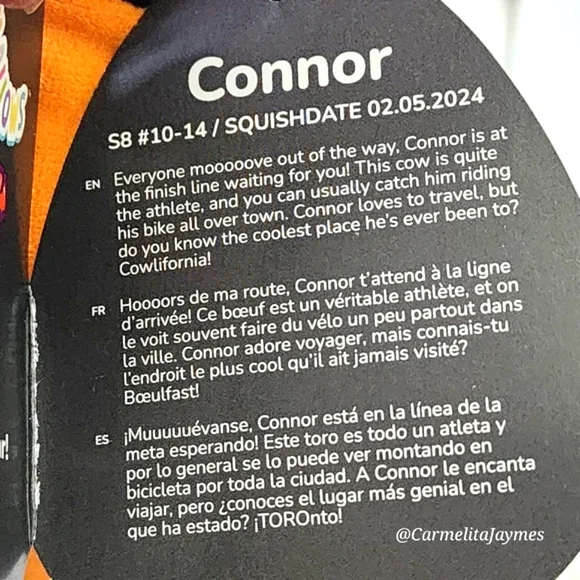 Connor
S8 #10-14 / SQUISHDATE 02.05.2024
EN Everyone mooooove out of the way, Connor is at
the finish line waiting for you! This cow is quite
the athlete, and you can usually catch him riding
his bike all over town. Connor loves to travel, but
do you know the coolest place he's ever been to?
Cowlifornia!
FR Hoooors de ma route, Connor t'attend à la ligne
d'arrivée! Ce bœuf est un véritable athlète, et on
le voit souvent faire du vélo un peu partout dans
la ville. Connor adore voyager, mais connais-tu
l'endroit le plus cool qu'il ait jamais visité?
Bœulfast!
ES ¡Muuuuuévanse, Connor está en la línea de la
meta esperando! Este toro es todo un atleta y
por lo general se lo puede ver montando en
bicicleta por toda la ciudad. A Connor le encanta
viajar, pero ¿conoces el lugar más genial en el
que ha estado? ¡TOROnto!
@CarmelitaJaymes